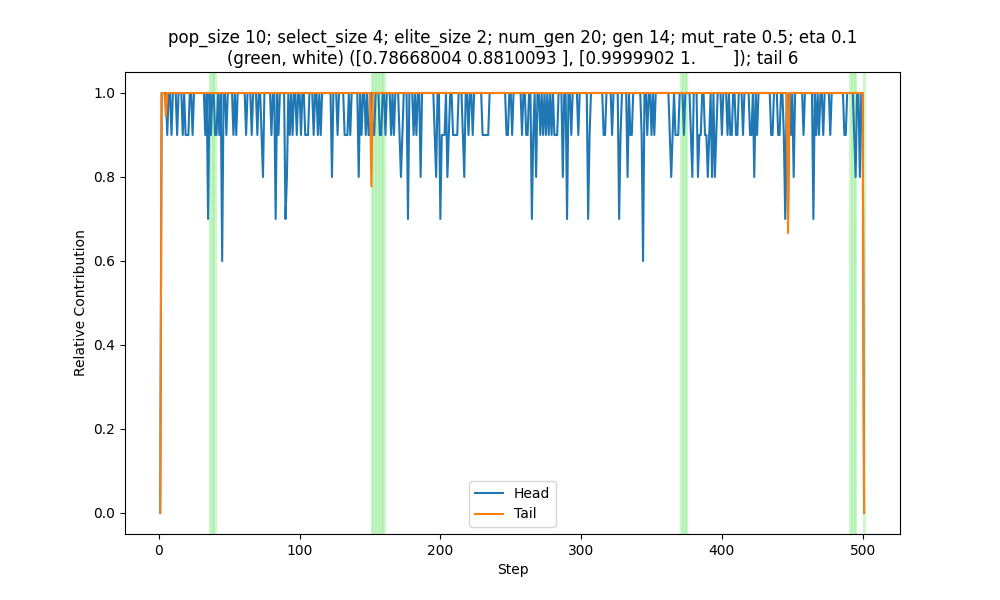 pop_size 10; select_size 4; elite_size 2; num_gen 20; gen 14; mut_rate 0.5; eta 0.1
(green, white) ([0.78668004 0.8810093 ], [0.9999902 1.       ]); tail 6
1.0
0.8
0.6
0.4
0.2
0.0
Relative Contribution
Head
Tail
0
100
200
300
400
500
Step